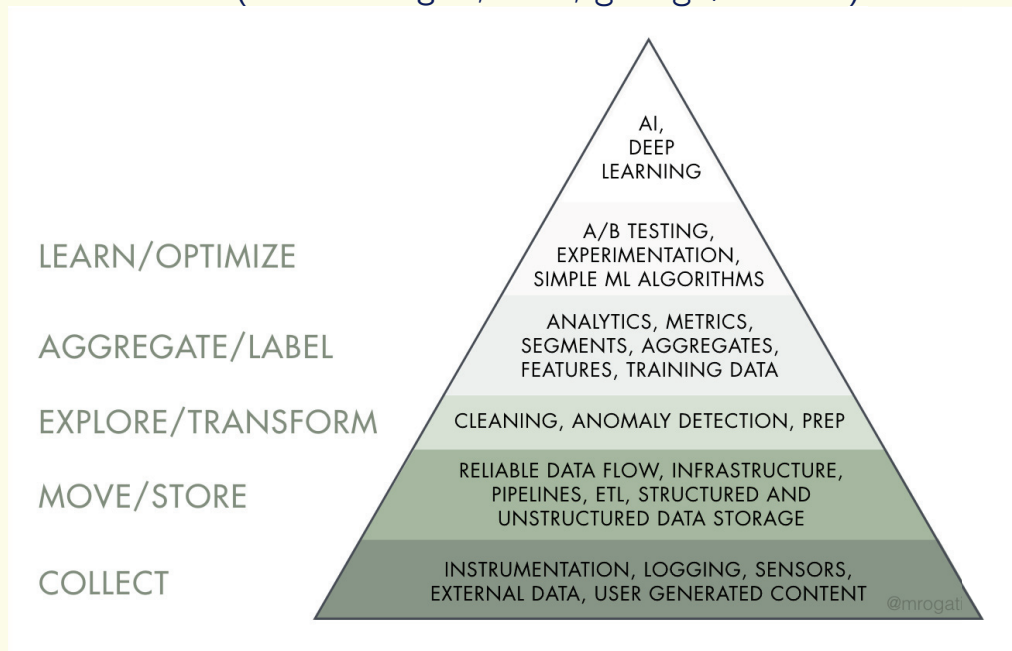 AI,
DEEP
LEARNING
LEARN/OPTIMIZE
A/B TESTING,
EXPERIMENTATION,
SIMPLE ML ALGORITHMS
AGGREGATE/LABEL
ANALYTICS, METRICS,
SEGMENTS, AGGREGATES,
FEATURES, TRAINING DATA
EXPLORE/TRANSFORM
CLEANING, ANOMALY DETECTION, PREP
MOVE/STORE
RELIABLE DATA FLOW, INFRASTRUCTURE,
PIPELINES, ETL, STRUCTURED AND
UNSTRUCTURED DATA STORAGE
COLLECT
INSTRUMENTATION, LOGGING, SENSORS,
EXTERNAL DATA, USER GENERATED CONTENT
@mrogati